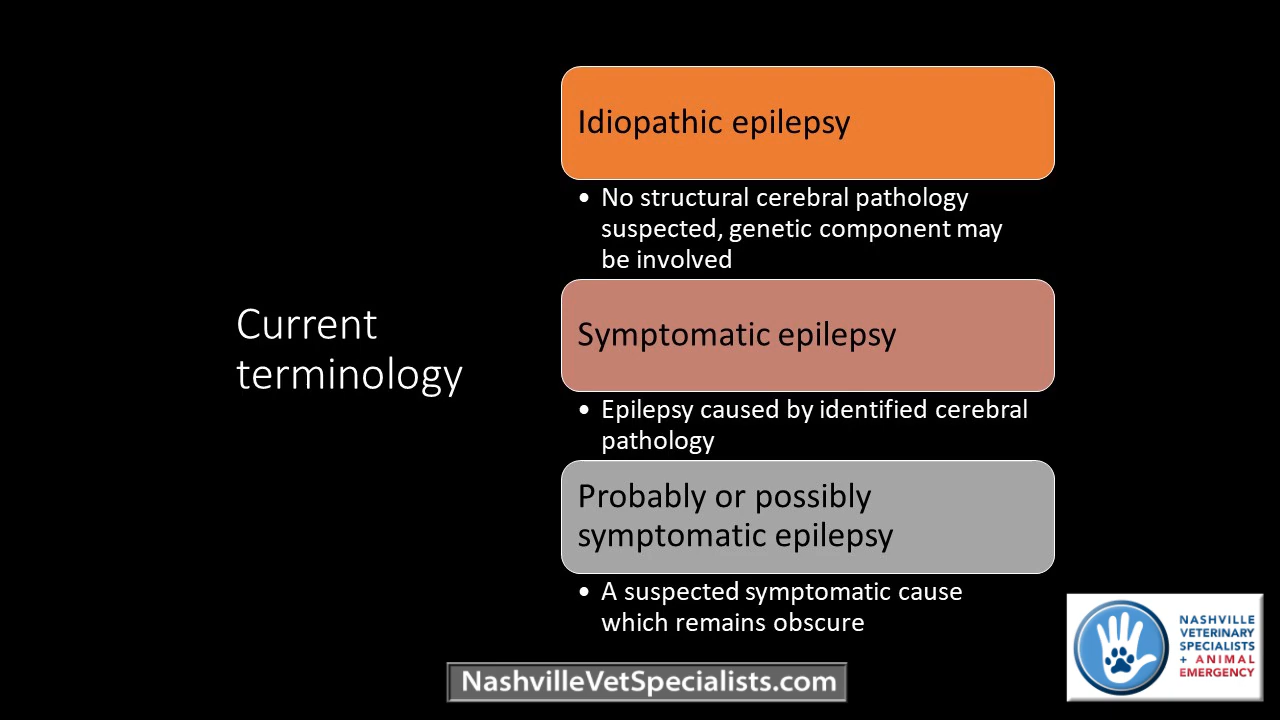 Current
terminology
Idiopathic epilepsy
• No structural cerebral pathology
suspected, genetic component may
be involved
Symptomatic epilepsy
• Epilepsy caused by identified cerebral
pathology
Probably or possibly
symptomatic epilepsy
• A suspected symptomatic cause
which remains obscure
NashvilleVetSpecialists.com
NASHVILLE
VETERINARY
SPECIALISTS
+ ANIMAL
EMERGENCY